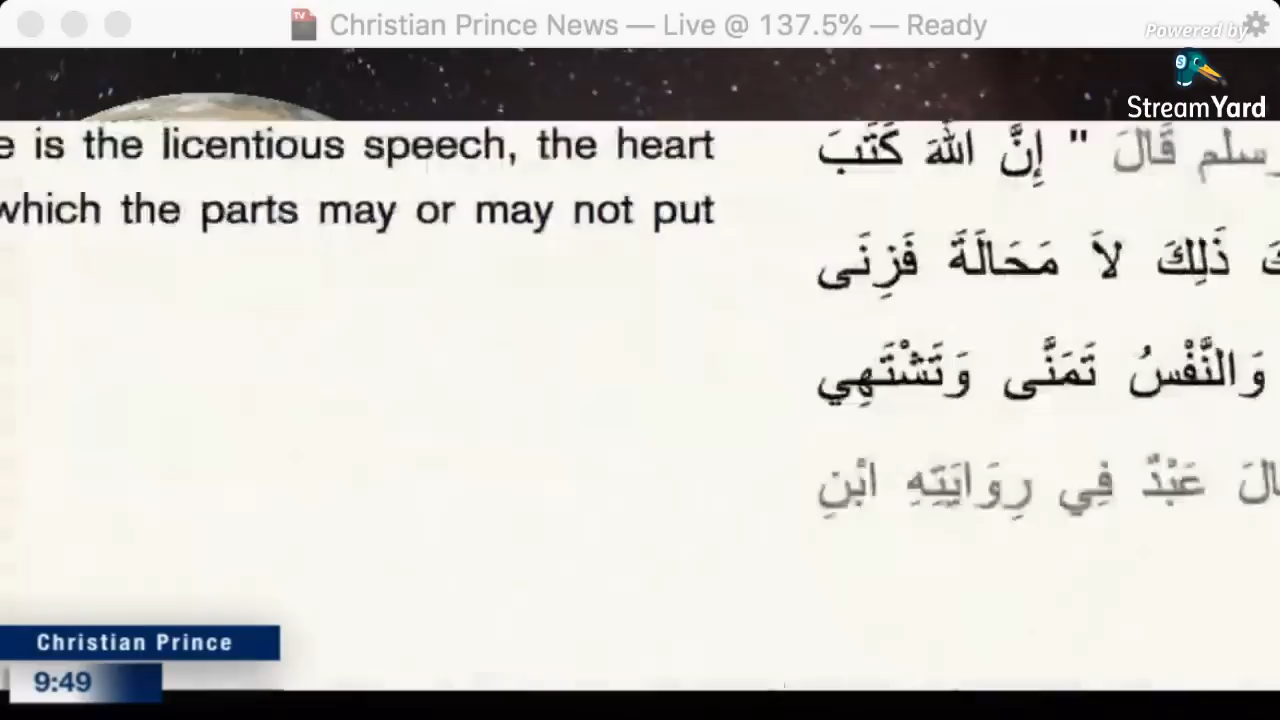 Christian Prince News — Live @ 137.5% — Ready
Powered by
StreamYard
is the licentious speech, the heart
which the parts may or may not put
وسلم قَالَ " إِنَّ اللَّهَ كَتَبَ
ذَلِكَ لاَ مَحَالَةَ فَزِنَى
وَالنَّفْسُ تَمَنَّى وَتَشْتَهِي
عَبْدٌ فِي رِوَايَتِهِ ابْنِ
Christian Prince
9:49